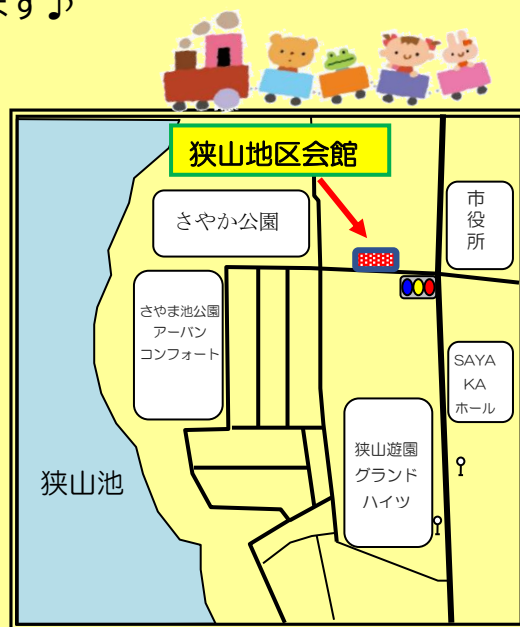 ます♪
狭山地区会館
さやか公園
市
役
所
さやま池公園
アーバン
コンフォート
SAYA
KA
ホール
狭山遊園
グランド
ハイツ
狭山池